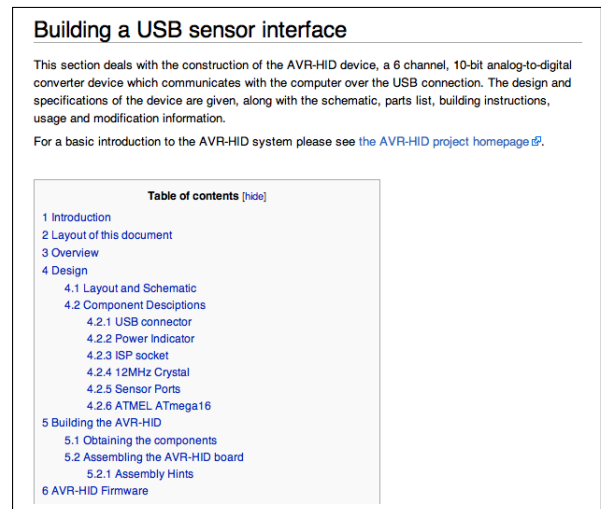 Building a USB sensor interface
This section deals with the construction of the AVR-HID device, a 6 channel, 10-bit analog-to-digital
converter device which communicates with the computer over the USB connection. The design and
specifications of the device are given, along with the schematic, parts list, building instructions,
usage and modification information.
For a basic introduction to the AVR-HID system please see the AVR-HID project homepage.
Table of contents [hide]
1 Introduction
2 Layout of this document
3 Overview
4 Design
4.1 Layout and Schematic
4.2 Component Desciptions
4.2.1 USB connector
4.2.2 Power Indicator
4.2.3 ISP socket
4.2.4 12MHz Crystal
4.2.5 Sensor Ports
4.2.6 ATMEL ATmega16
5 Building the AVR-HID
5.1 Obtaining the components
5.2 Assembling the AVR-HID board
5.2.1 Assembly Hints
6 AVR-HID Firmware